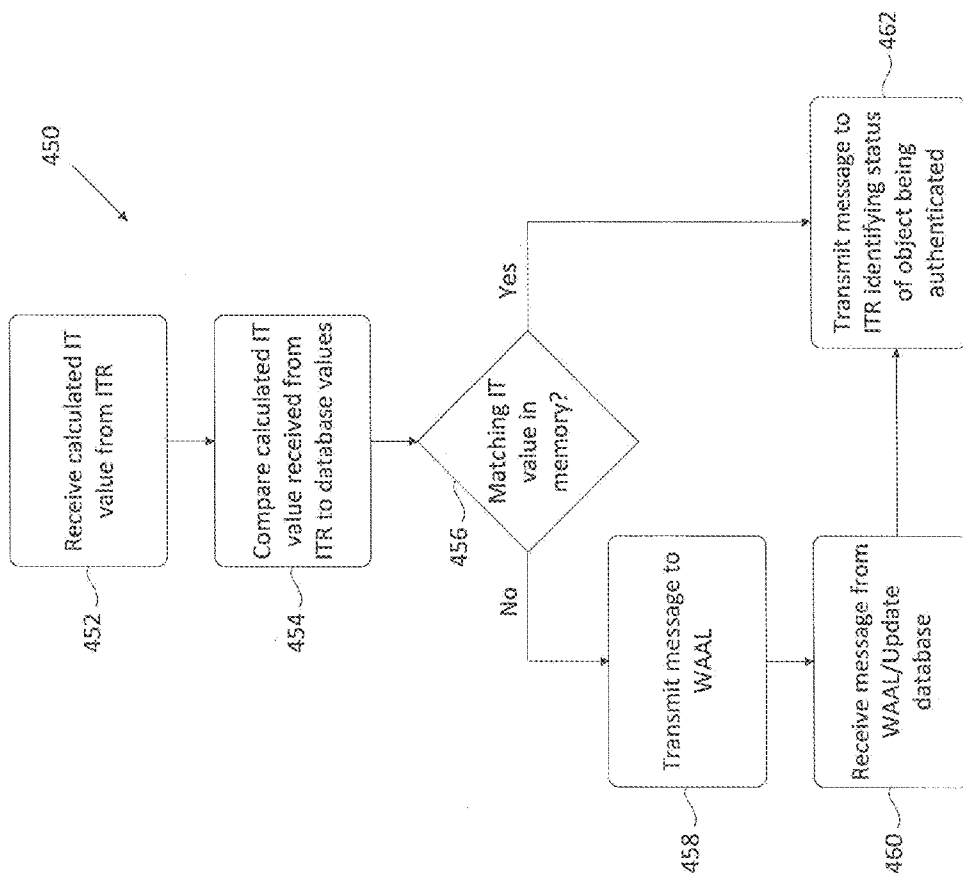 450
Receive calculated IT
value from ITR
452
Compare calculated IT
value received from
ITR to database values
454
Matching IT
value in
memory?
456
No
Yes
Transmit message to
WAAL
458
Receive message from
WAAL/Update
database
460
Transmit message to
ITR identifying status
of object being
authenticated
462